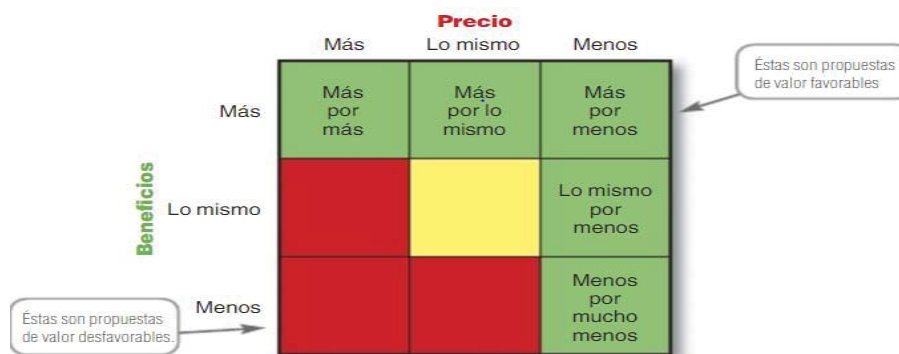 Precio
Más Lo mismo Menos
Éstas son propuestas
de valor favorables
Más
Más
por
más
Más
por lo
mismo
Más
por
menos
Beneficios
Lo mismo
Lo mismo
por
menos
Menos
Menos
por
mucho
menos
Éstas son propuestas
de valor desfavorables.